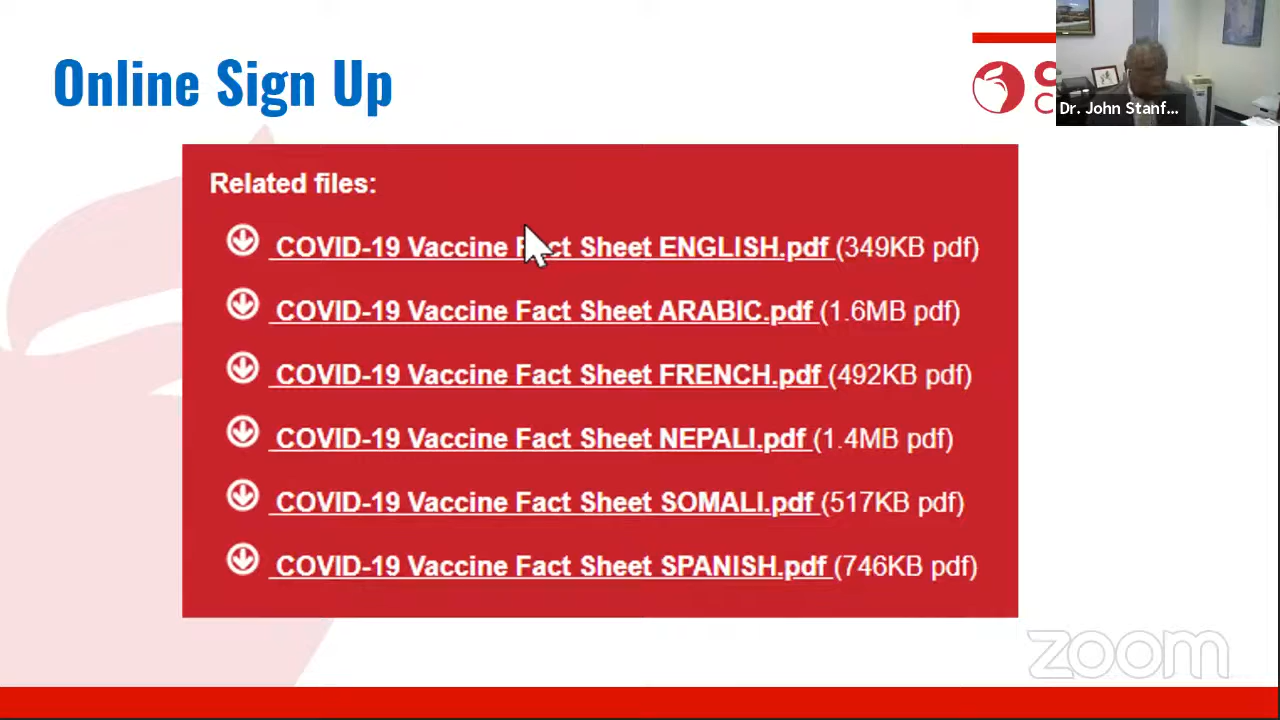 Online Sign Up
Dr. John Stanf...
Related files:
COVID-19 Vaccine Fact Sheet ENGLISH.pdf (349KB pdf)
COVID-19 Vaccine Fact Sheet ARABIC.pdf (1.6MB pdf)
COVID-19 Vaccine Fact Sheet FRENCH.pdf (492KB pdf)
COVID-19 Vaccine Fact Sheet NEPALI.pdf (1.4MB pdf)
COVID-19 Vaccine Fact Sheet SOMALI.pdf (517KB pdf)
COVID-19 Vaccine Fact Sheet SPANISH.pdf (746KB pdf)
zoom